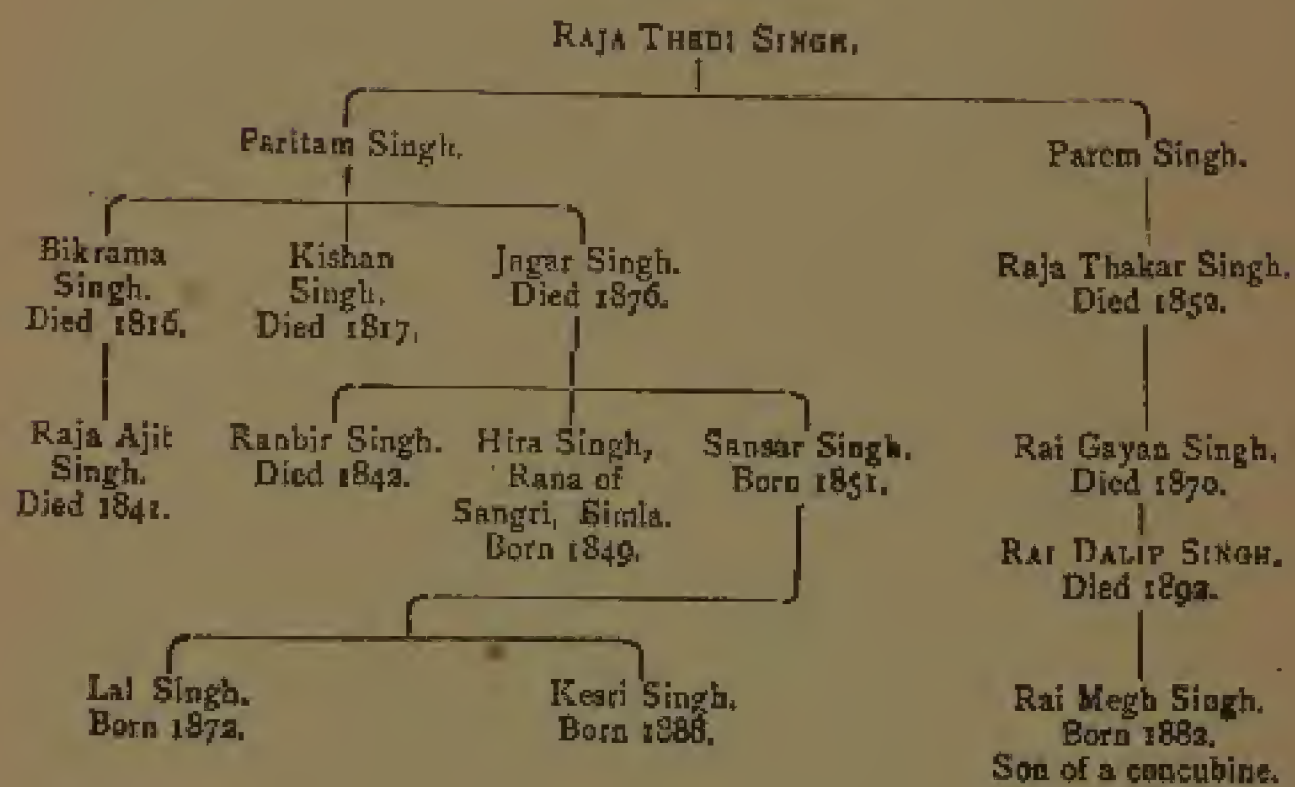 RAJA THEDI SINGH.
Paritam Singh.
Parem Singh.
Bikrama
Singh.
Died 1816.
Kishan
Singh.
Died 1817.
Jagar Singh.
Died 1876.
Raja Thakar Singh.
Died 1852.
Raja Ajit
Singh.
Died 1841.
Ranbir Singh.
Died 1842.
Hira Singh,
Rana of
Sangri, Simla.
Born 1849.
Sansar Singh.
Born 1851.
Rai Gayan Singh.
Died 1870.
RAI DALIP SINGH.
Died 1892.
Lal Singh.
Born 1872.
Kesri Singh.
Born 1888.
Rai Megh Singh.
Born 1882.
Son of a concubine.